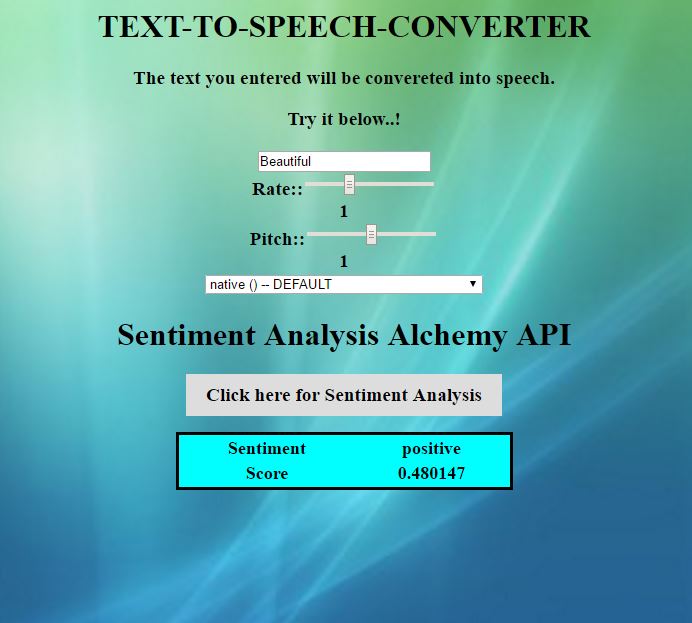 TEXT-TO-SPEECH-CONVERTER
The text you entered will be convereted into speech.
Try it below..!
Beautiful
Rate::
1
Pitch::
1
native () -- DEFAULT
Sentiment Analysis Alchemy API
Click here for Sentiment Analysis
Sentiment positive
Score 0.480147